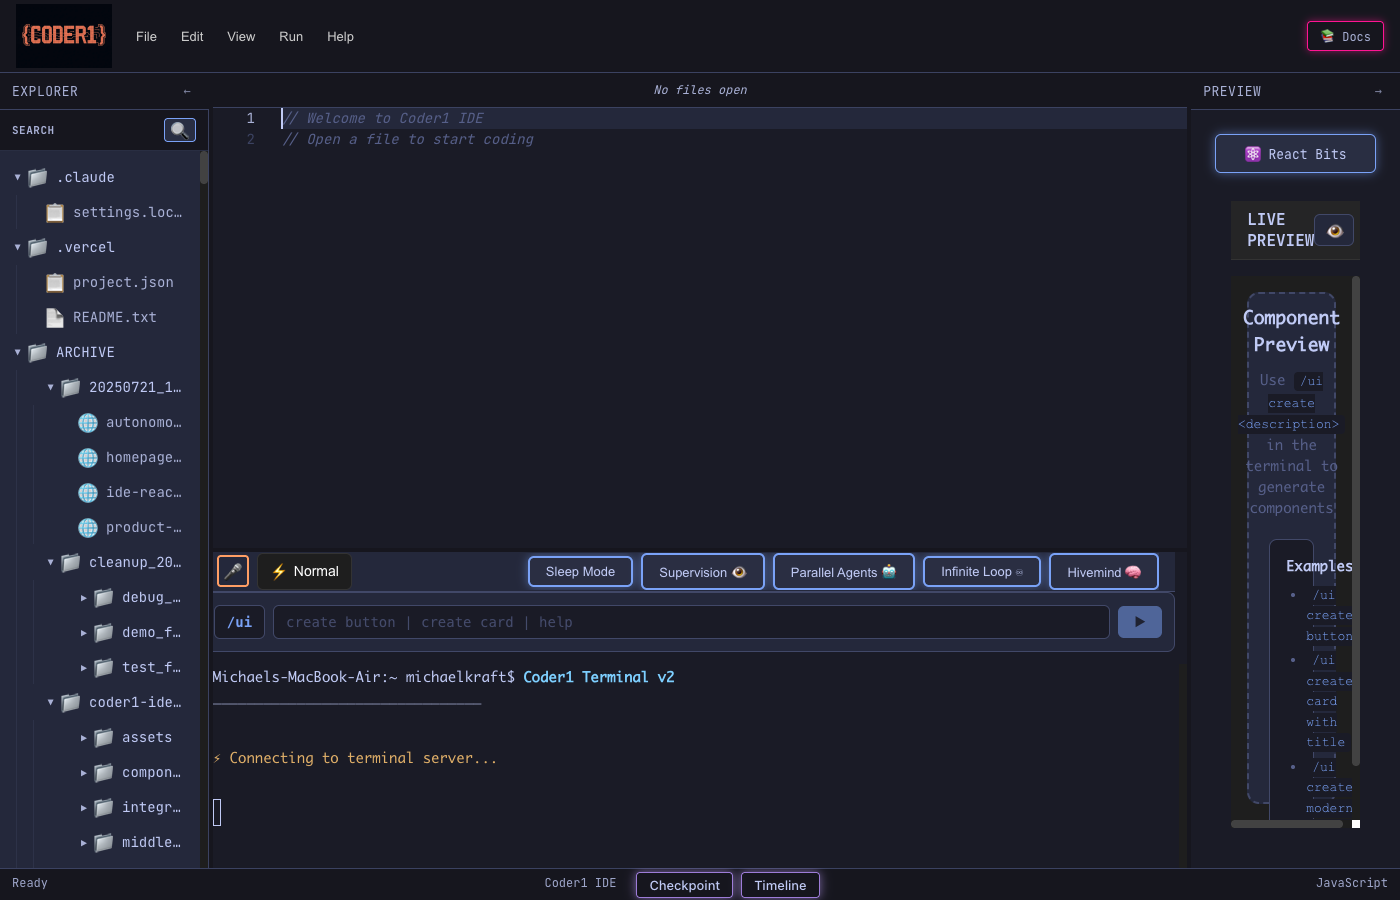 {CODER1}
File Edit View Run Help
Docs
EXPLORER ←
No files open
PREVIEW →
SEARCH
.claude
settings.loc…
.vercel
project.json
README.txt
ARCHIVE
20250721_1…
autonomo…
homepage…
ide-reac…
product-…
cleanup_20…
debug_…
demo_f…
test_f…
coder1-ide…
assets
compon…
integr…
middle…
1 // Welcome to Coder1 IDE
2 // Open a file to start coding
Normal
Sleep Mode
Supervision
Parallel Agents
Infinite Loop ♾
Hivemind
/ui
create button | create card | help
Michaels-MacBook-Air:~ michaelkraft$ Coder1 Terminal v2
⚡ Connecting to terminal server...
React Bits
LIVE
PREVIEW
Component
Preview
Use /ui
create
<description>
in the
terminal to
generate
components
Examples
• /ui
create
button
• /ui
create
card
with
title
• /ui
create
modern
Ready
Coder1 IDE
Checkpoint
Timeline
JavaScript